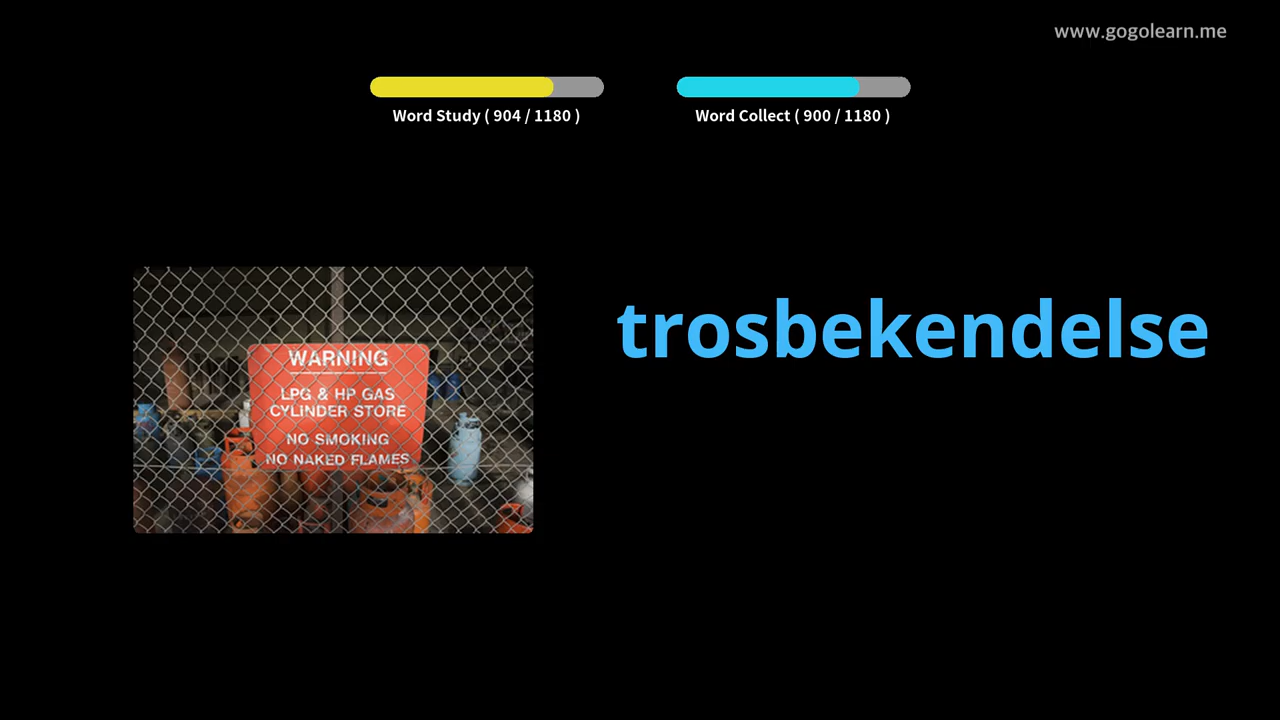 www.gogolearn.me
Word Study ( 904 / 1180 )
Word Collect ( 900 / 1180 )
trosbekendelse
WARNING
LPG & HP GAS
CYLINDER STORE
NO SMOKING
NO NAKED FLAMES